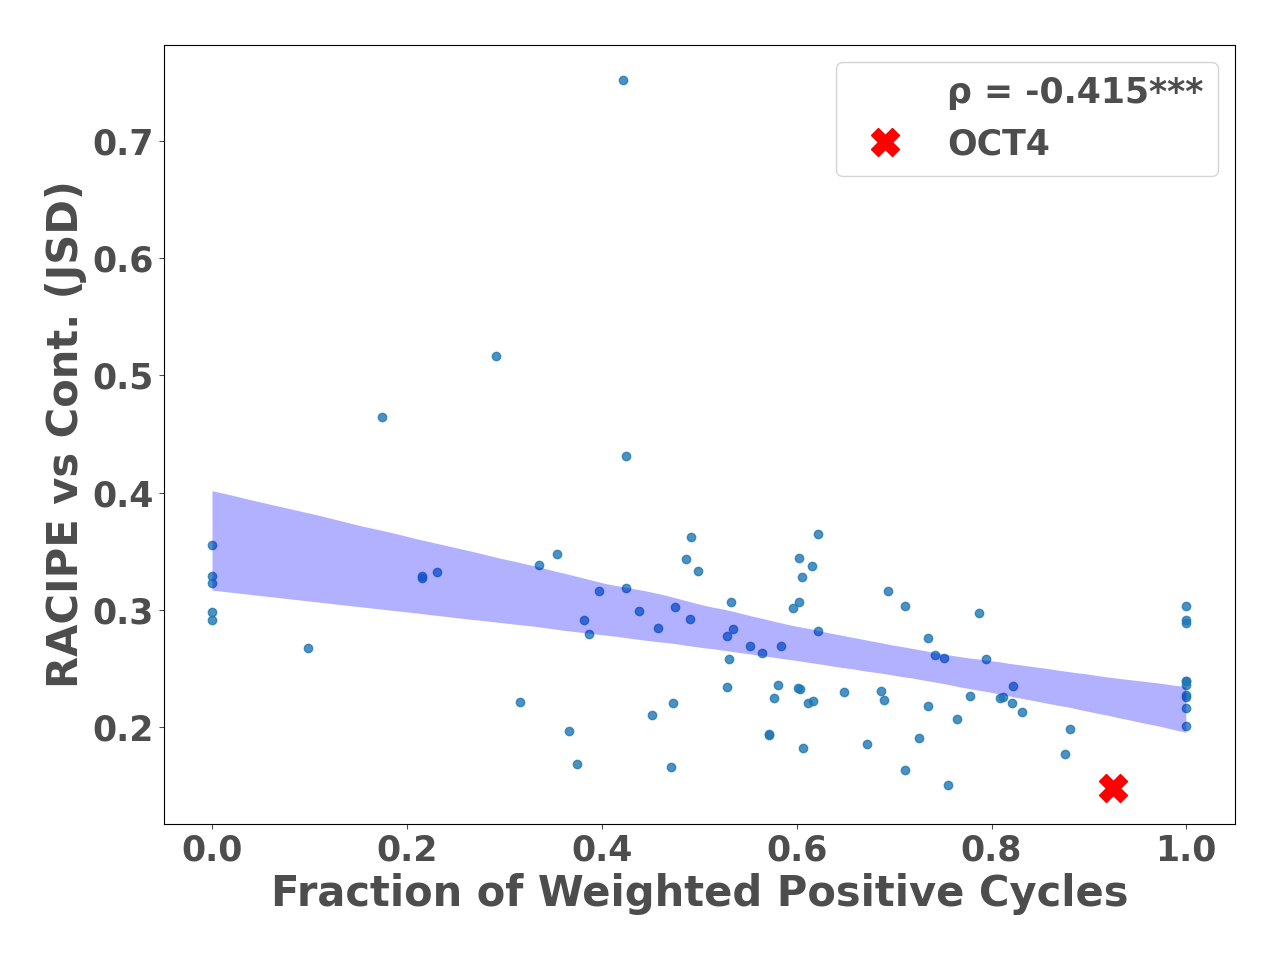 ρ = -0.415***
OCT4
RACIPE vs Cont. (JSD)
0.7
0.6
0.5
0.4
0.3
0.2
0.0 0.2 0.4 0.6 0.8 1.0
Fraction of Weighted Positive Cycles